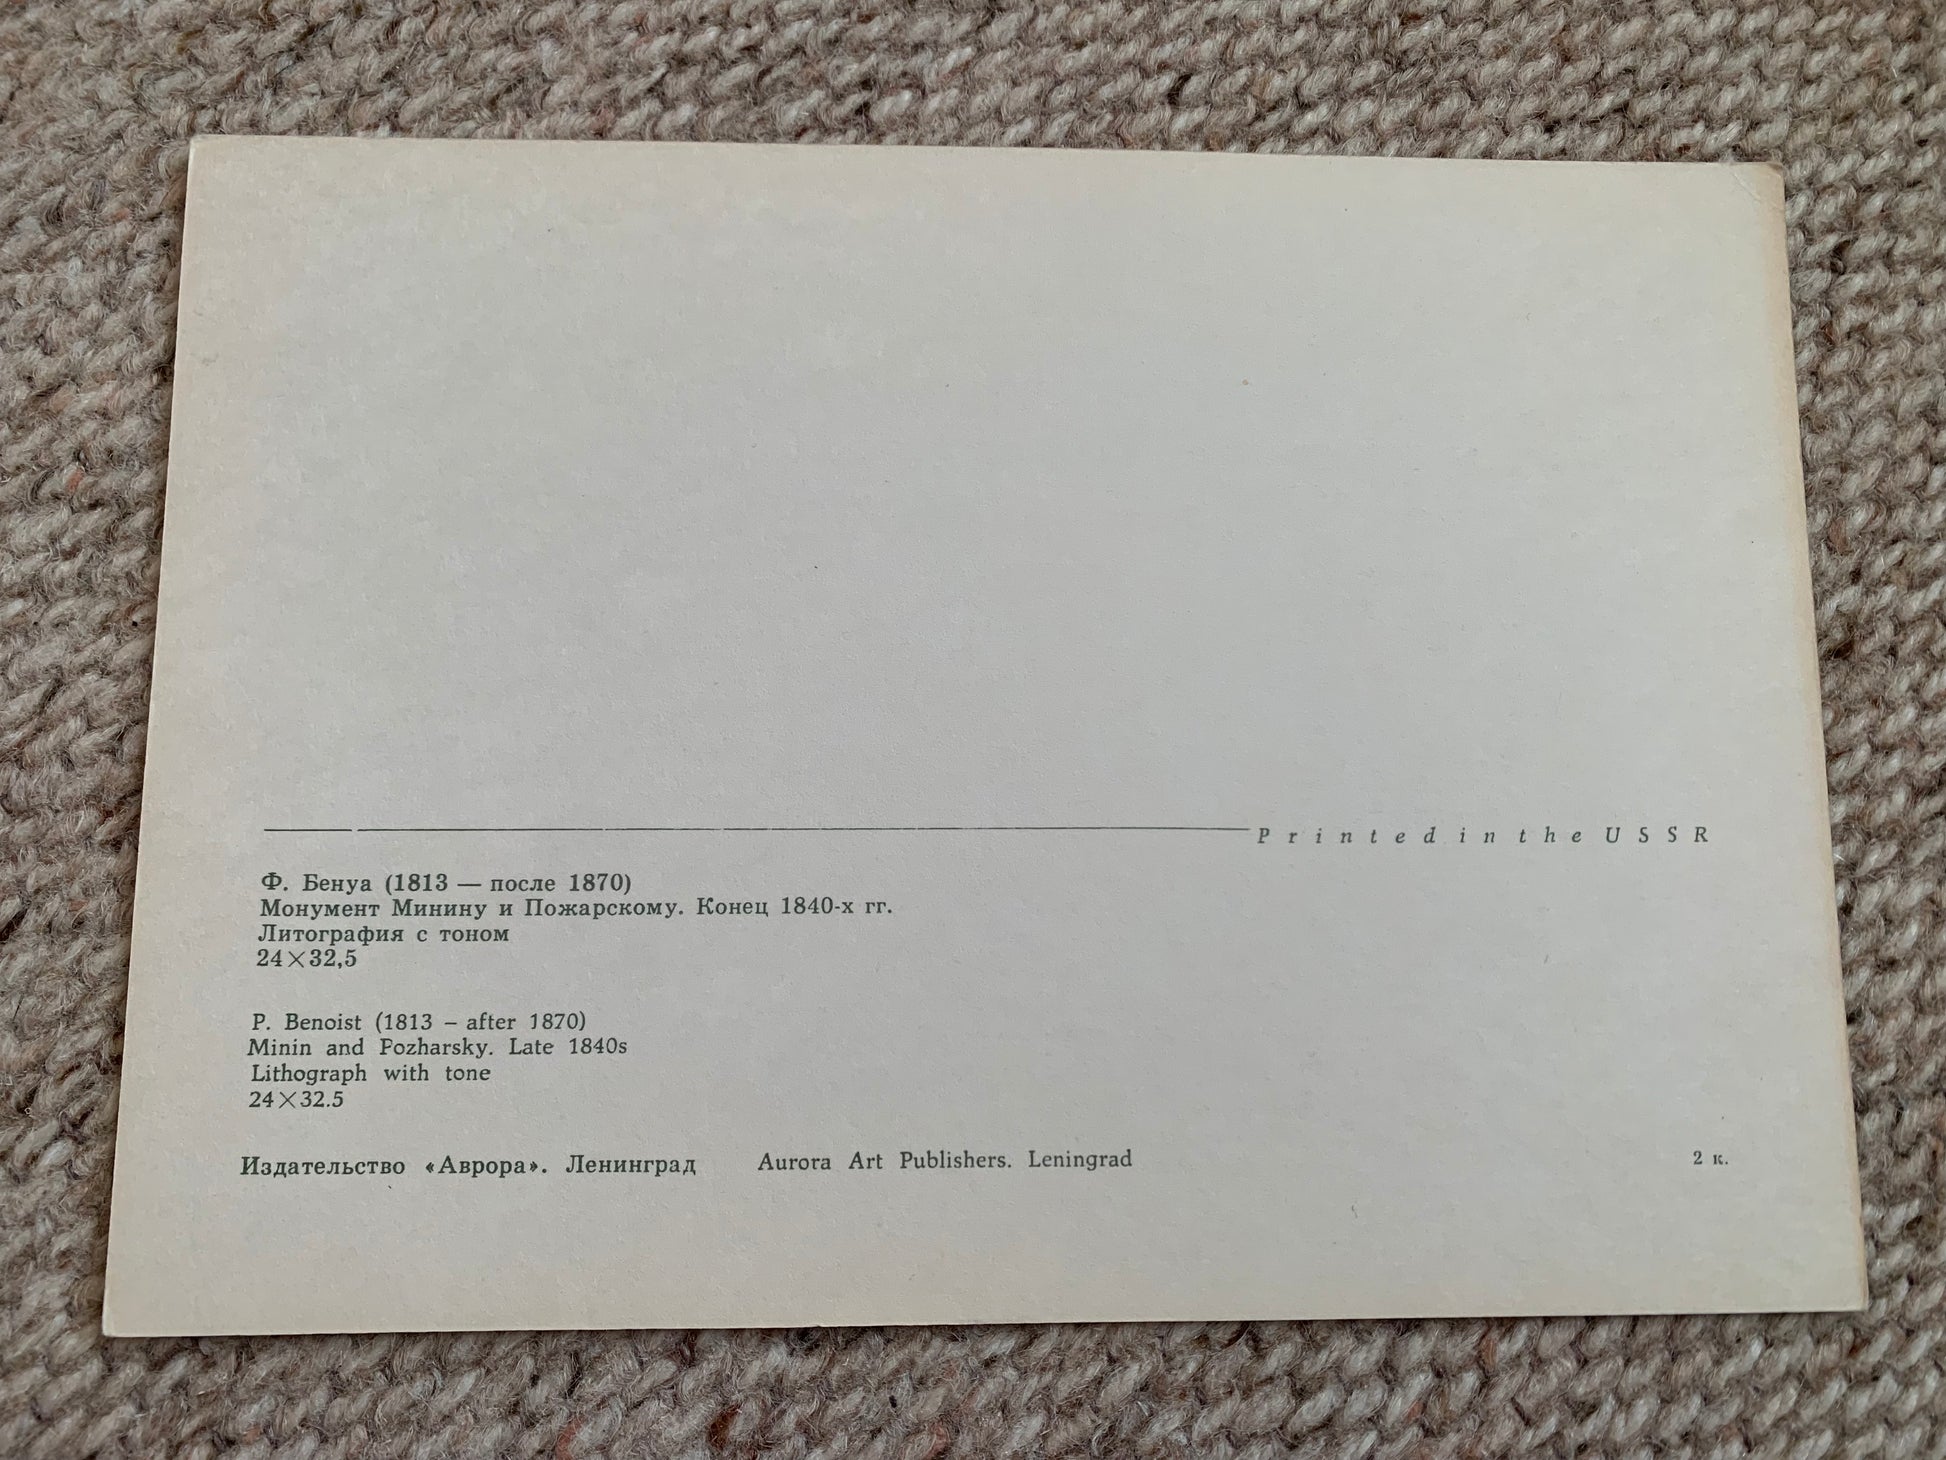 Printed in the USSR
Ф. Бенуа (1813 — после 1870)
Монумент Минину и Пожарскому. Конец 1840-х гг.
Литография с тоном
24×32,5
P. Benoist (1813 – after 1870)
Minin and Pozharsky. Late 1840s
Lithograph with tone
24×32.5
Издательство «Аврора». Ленинград Aurora Art Publishers. Leningrad 2 к.